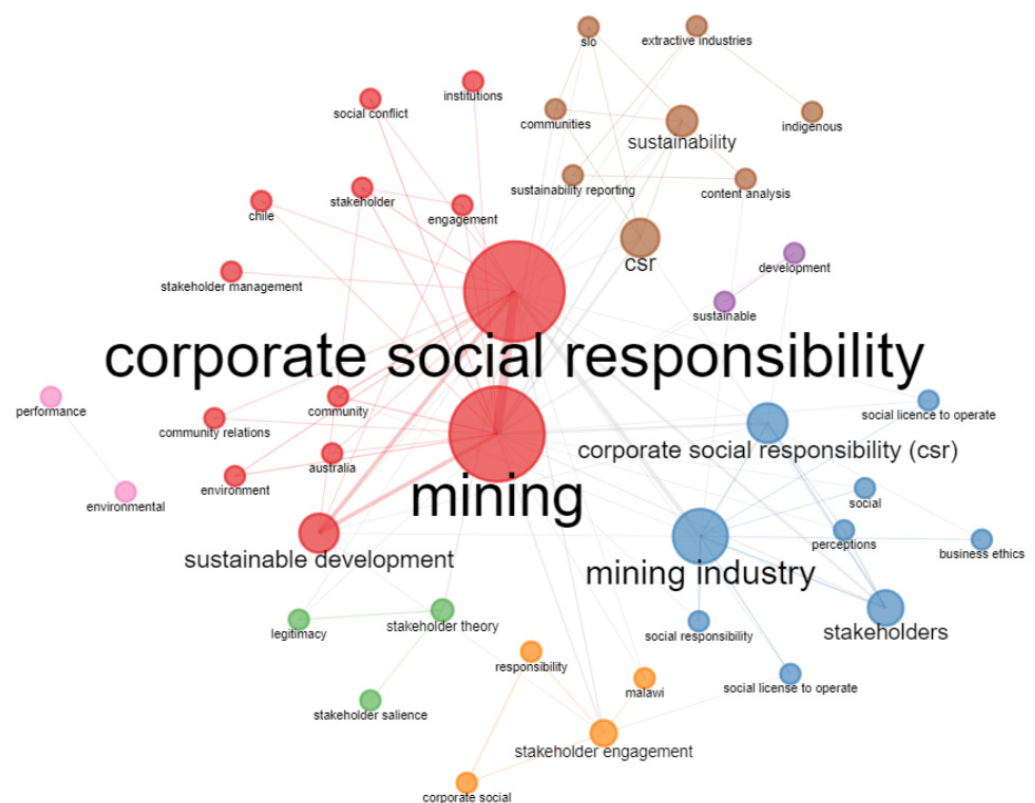 slo
extractive industries
institutions
social conflict
communities
indigenous
sustainability
sustainability reporting
content analysis
stakeholder
chile
engagement
csr
development
stakeholder management
sustainable
corporate social responsibility
performance
community
social licence to operate
community relations
corporate social responsibility (csr)
australia
environment
mining
environmental
social
perceptions
business ethics
sustainable development
mining industry
legitimacy
stakeholder theory
social responsibility
stakeholders
responsibility
malawi
social license to operate
stakeholder salience
stakeholder engagement
corporate social